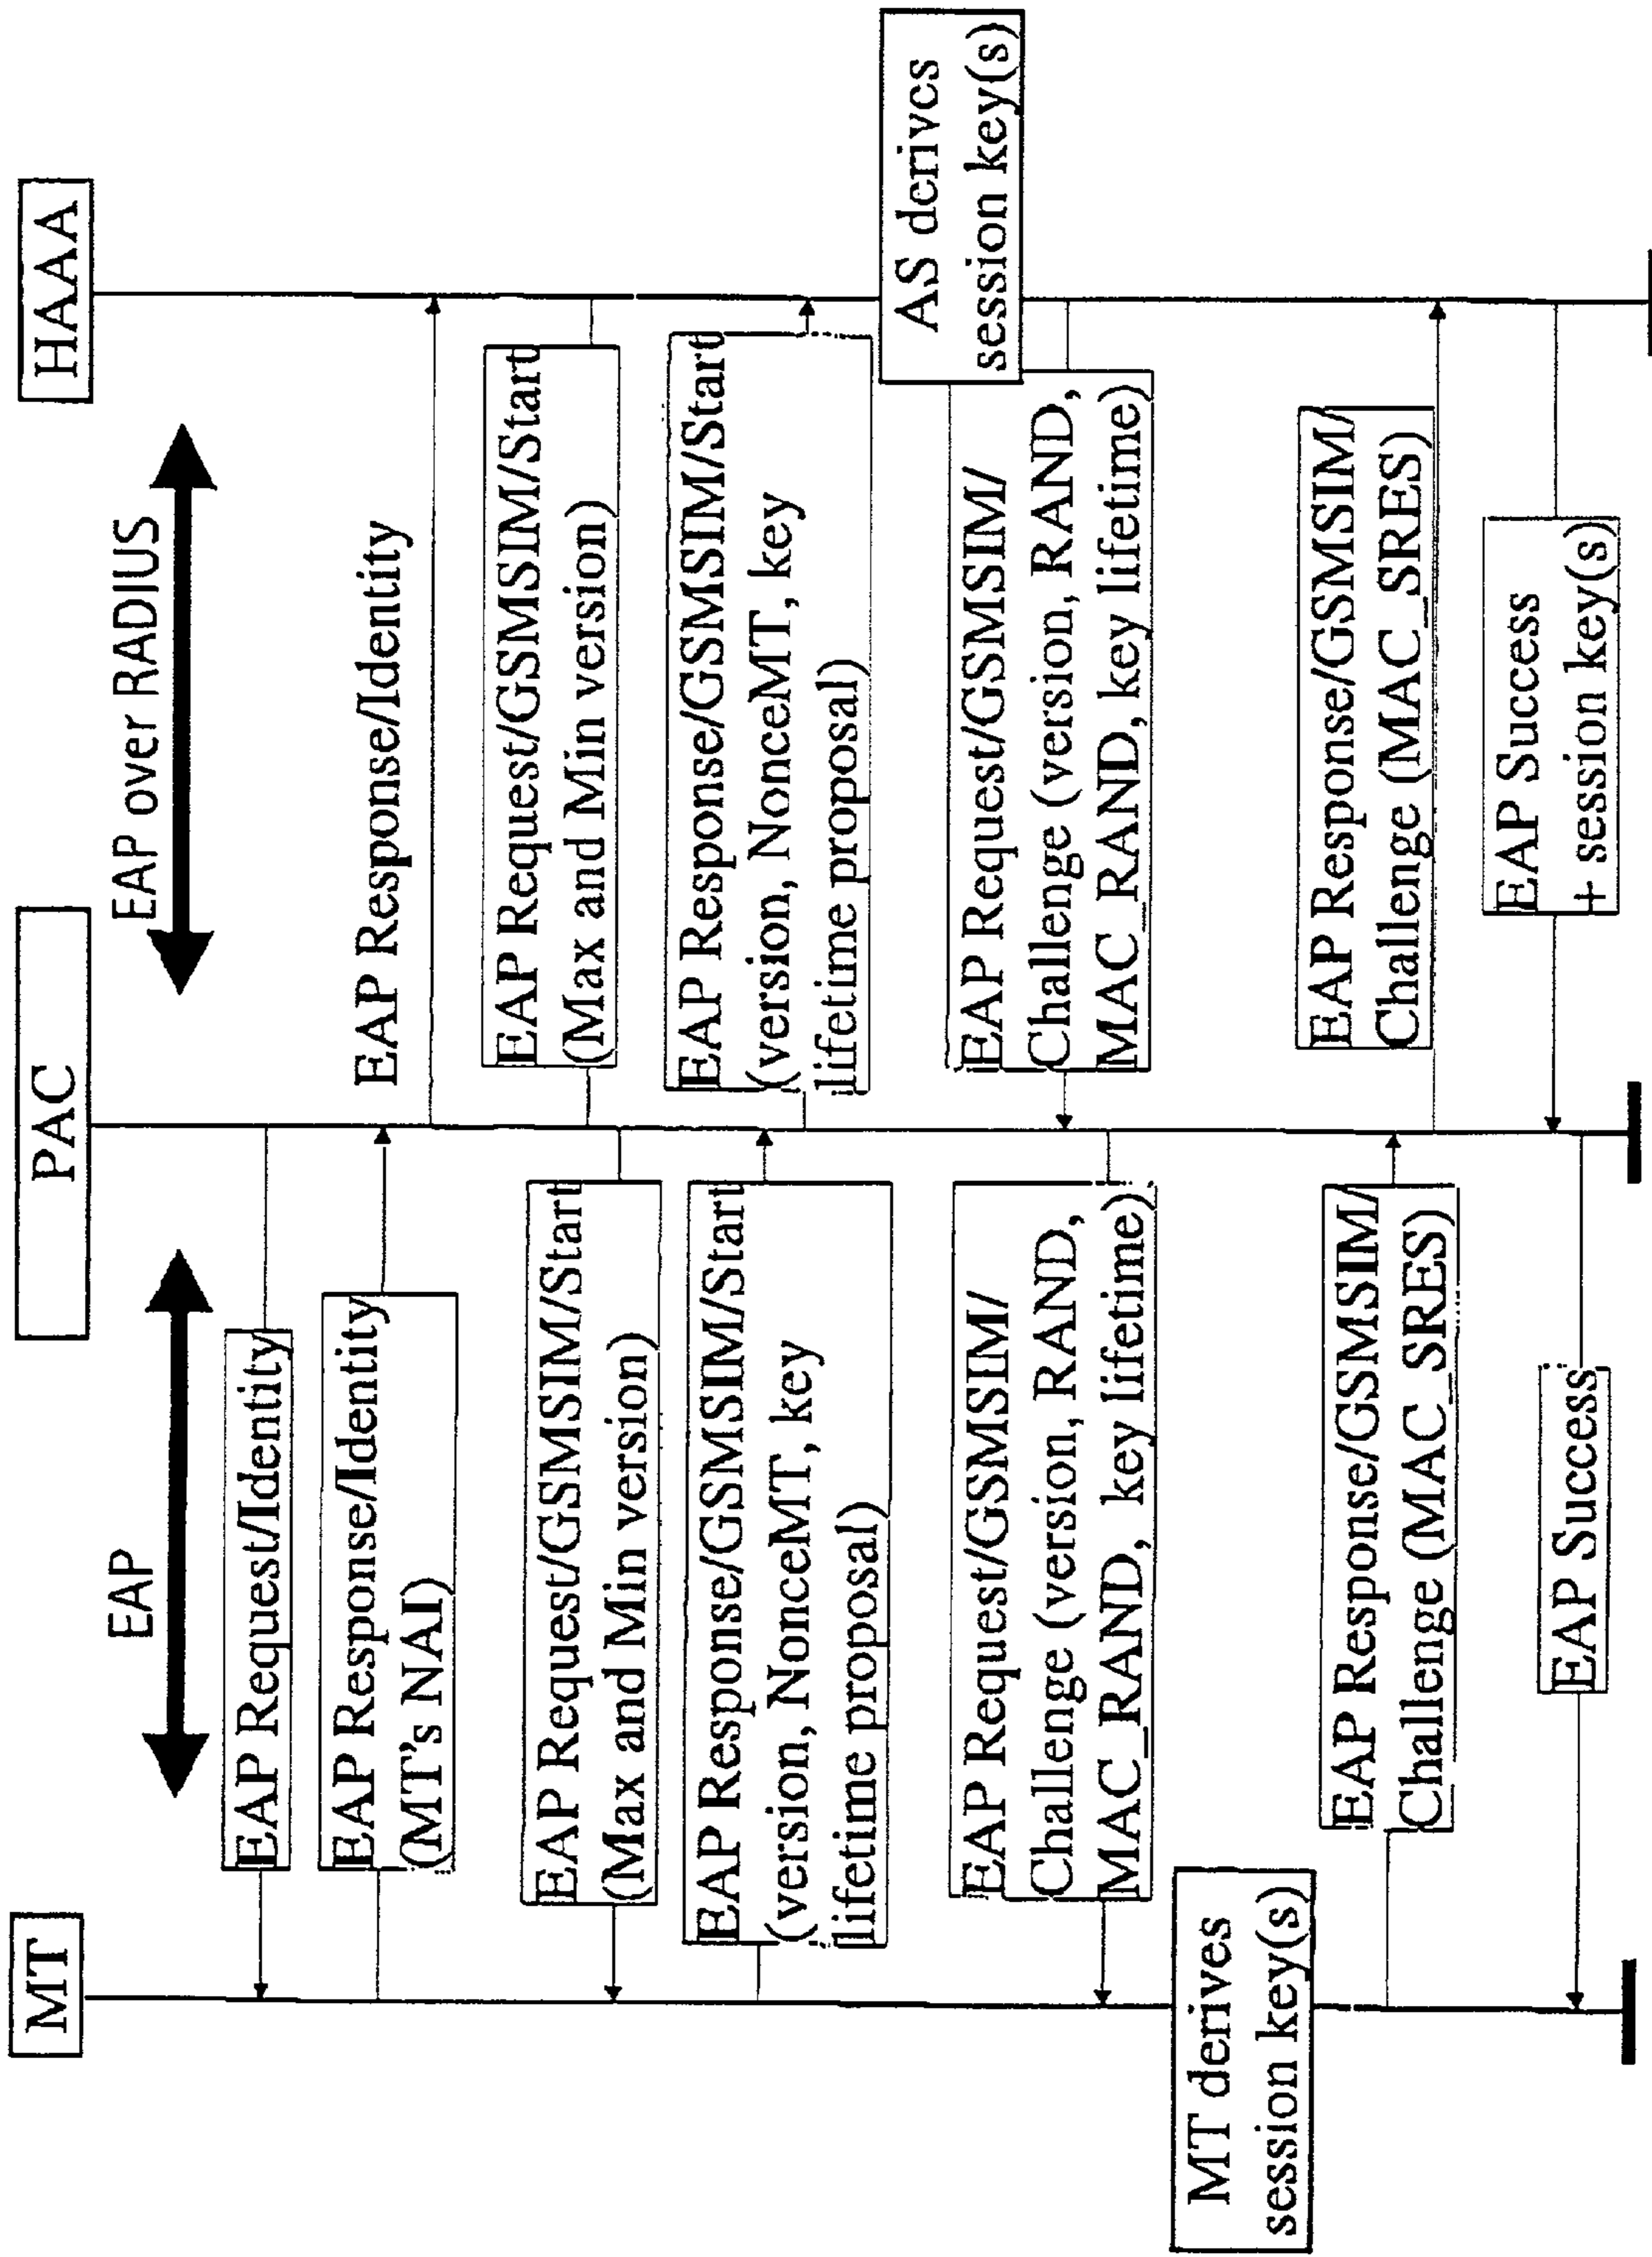 MT
PAC
HAAA
EAP
EAP over RADIUS
EAP Request/Identity
EAP Response/Identity
(MT's NAI)
EAP Response/Identity
EAP Request/GSMSIM/Start
(Max and Min version)
EAP Request/GSMSIM/Start
(Max and Min version)
EAP Response/GSMSIM/Start
(version, NonceMT, key
lifetime proposal)
EAP Response/GSMSIM/Start
(version, NonceMT, key
lifetime proposal)
AS derives
session key(s)
EAP Request/GSMSIM/
Challenge (version, RAND,
MAC_RAND, key lifetime)
EAP Request/GSMSIM/
Challenge (version, RAND,
MAC_RAND, key lifetime)
MT derives
session key(s)
EAP Response/GSMSIM/
Challenge (MAC_SRES)
EAP Response/GSMSIM/
Challenge (MAC_SRES)
EAP Success
+ session key(s)
EAP Success